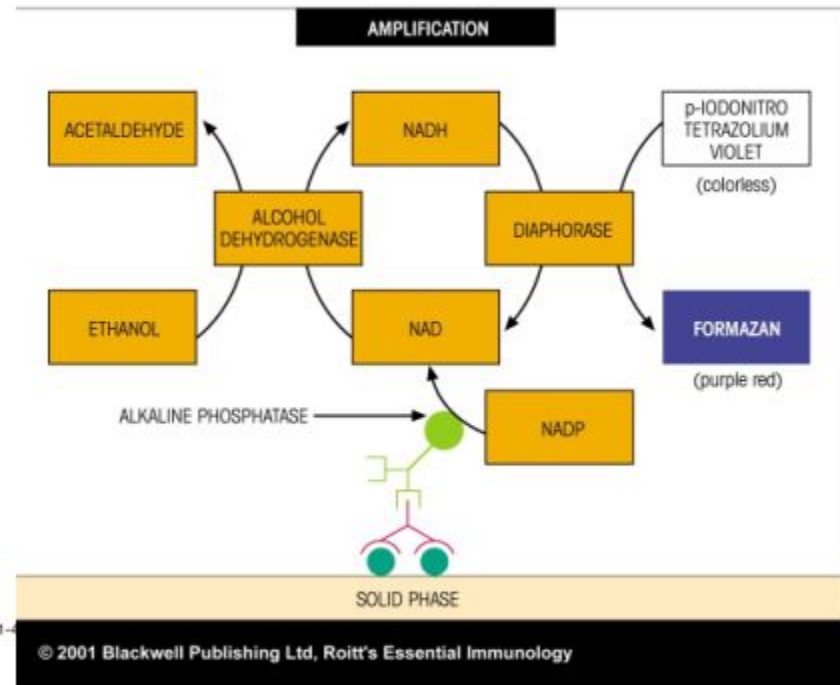 AMPLIFICATION
ACETALDEHYDE
NADH
p-IODONITRO
TETRAZOLIUM
VIOLET
(colorless)
ALCOHOL
DEHYDROGENASE
DIAPHORASE
ETHANOL
NAD
FORMAZAN
(purple red)
ALKALINE PHOSPHATASE
NADP
SOLID PHASE
© 2001 Blackwell Publishing Ltd, Roitt's Essential Immunology